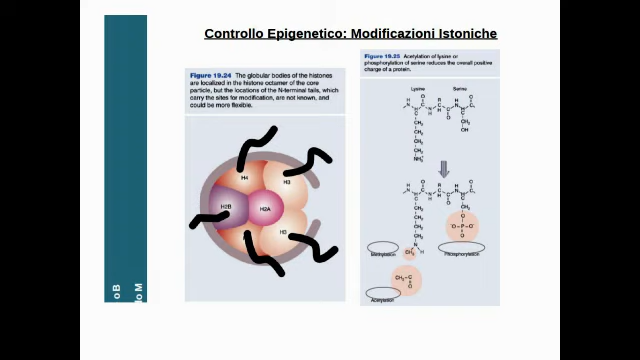 Controllo Epigenetico: Modificazioni Istoniche
Figure 19.24 The globular bodies of the histones
are localized in the histone octamer of the core
particle, but the locations of the N-terminal tails, which
carry the sites for modification, are not known, and
could be more flexible.
H4
H3
H2B
H2A
H3
Figure 19.25 Acetylation of lysine or
phosphorylation of serine reduces the overall positive
charge of a protein.
Lysine Serine
Methylation Phosphorylation
Acetylation